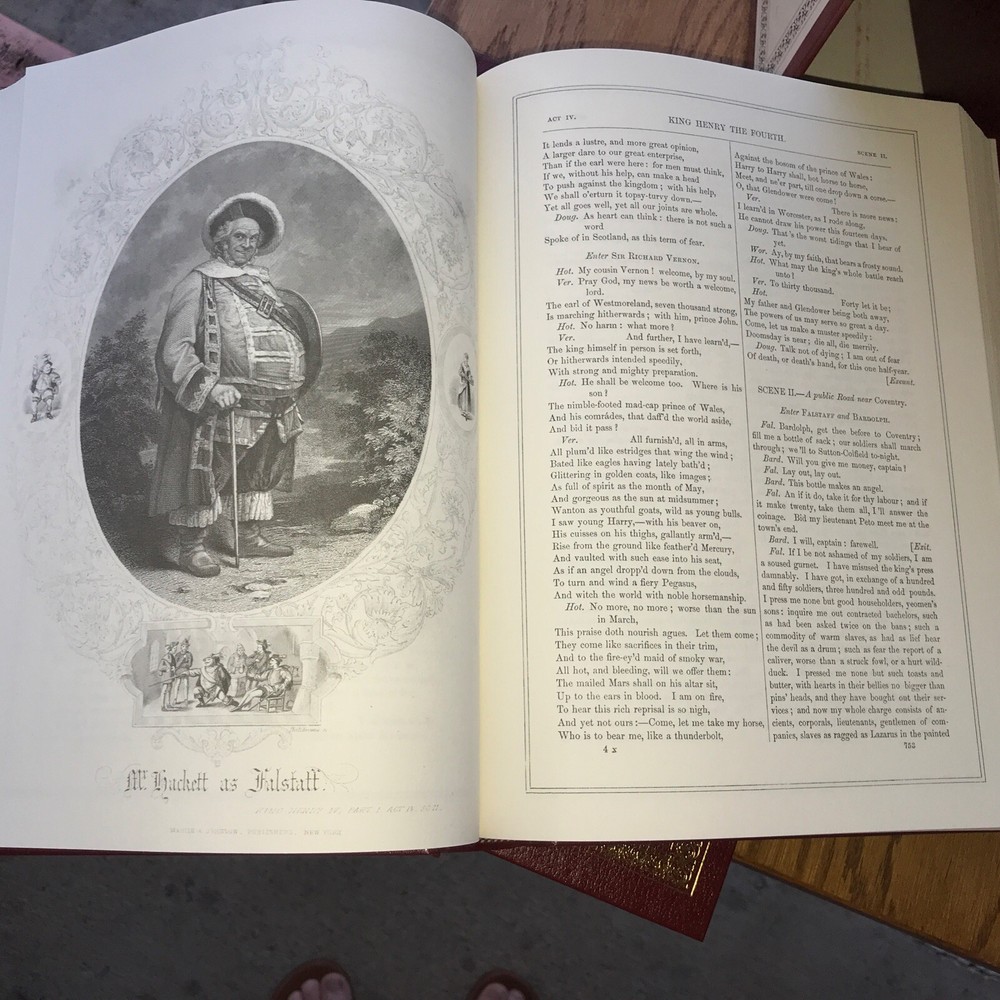 Mr. Hackett as Falstaff.
KING HENRY IV, PART I. ACT IV. SC. II.
ACT IV.
KING HENRY THE FOURTH.
SCENE II.
It lends a lustre, and more great opinion,
A larger dare to our great enterprise,
Than if the earl were here: for men must think,
If we, without his help, can make a head
To push against the kingdom; with his help,
We shall o'erturn it topsy-turvy down.—
Yet all goes well, yet all our joints are whole.
Doug. As heart can think: there is not such a
word
Spoke of in Scotland, as this term of fear.
Enter SIR RICHARD VERNON.
Hot. My cousin Vernon! welcome, by my soul.
Ver. Pray God, my news be worth a welcome,
lord.
The earl of Westmoreland, seven thousand strong,
Is marching hitherwards; with him, prince John.
Hot. No harm: what more?
Ver. And further, I have learn'd,—
The king himself in person is set forth,
Or hitherwards intended speedily,
With strong and mighty preparation.
Hot. He shall be welcome too. Where is his
son?
The nimble-footed mad-cap prince of Wales,
And his comrádes, that daff'd the world aside,
And bid it pass?
Ver. All furnish'd, all in arms,
All plum'd like estridges that wing the wind;
Bated like eagles having lately bath'd;
Glittering in golden coats, like images;
As full of spirit as the month of May,
And gorgeous as the sun at midsummer;
Wanton as youthful goats, wild as young bulls.
I saw young Harry,—with his beaver on,
His cuisses on his thighs, gallantly arm'd,—
Rise from the ground like feather'd Mercury,
And vaulted with such ease into his seat,
As if an angel dropp'd down from the clouds,
To turn and wind a fiery Pegasus,
And witch the world with noble horsemanship.
Hot. No more, no more; worse than the sun
in March,
This praise doth nourish agues. Let them come;
They come like sacrifices in their trim,
And to the fire-ey'd maid of smoky war,
All hot, and bleeding, will we offer them:
The mailed Mars shall on his altar sit,
Up to the ears in blood. I am on fire,
To hear this rich reprisal is so nigh,
And yet not ours:—Come, let me take my horse,
Who is to bear me, like a thunderbolt,
4 x
Against the bosom of the prince of Wales:
Harry to Harry shall, hot horse to horse,
Meet, and ne'er part, till one drop down a corse.—
O, that Glendower were come!
Ver. There is more news:
I learn'd in Worcester, as I rode along,
He cannot draw his power this fourteen days.
Doug. That's the worst tidings that I hear of
yet.
Wor. Ay, by my faith, that bears a frosty sound.
Hot. What may the king's whole battle reach
unto?
Ver. To thirty thousand.
Hot. Forty let it be;
My father and Glendower being both away,
The powers of us may serve so great a day.
Come, let us make a muster speedily:
Doomsday is near; die all, die merrily.
Doug. Talk not of dying; I am out of fear
Of death, or death's hand, for this one half-year.
[Exeunt.
SCENE II.—A public Road near Coventry.
Enter FALSTAFF and BARDOLPH.
Fal. Bardolph, get thee before to Coventry;
fill me a bottle of sack; our soldiers shall march
through; we'll to Sutton-Colfield to-night.
Bard. Will you give me money, captain?
Fal. Lay out, lay out.
Bard. This bottle makes an angel.
Fal. An if it do, take it for thy labour; and if
it make twenty, take them all, I'll answer the
coinage. Bid my lieutenant Peto meet me at the
town's end.
Bard. I will, captain: farewell. [Exit.
Fal. If I be not ashamed of my soldiers, I am
a soused gurnet. I have misused the king's press
damnably. I have got, in exchange of a hundred
and fifty soldiers, three hundred and odd pounds.
I press me none but good householders, yeomen's
sons: inquire me out contracted bachelors, such
as had been asked twice on the bans; such a
commodity of warm slaves, as had as lief hear
the devil as a drum; such as fear the report of a
caliver, worse than a struck fowl, or a hurt wild-
duck. I pressed me none but such toasts and
butter, with hearts in their bellies no bigger than
pins' heads, and they have bought out their ser-
vices; and now my whole charge consists of an-
cients, corporals, lieutenants, gentlemen of com-
panies, slaves as ragged as Lazarus in the painted
753